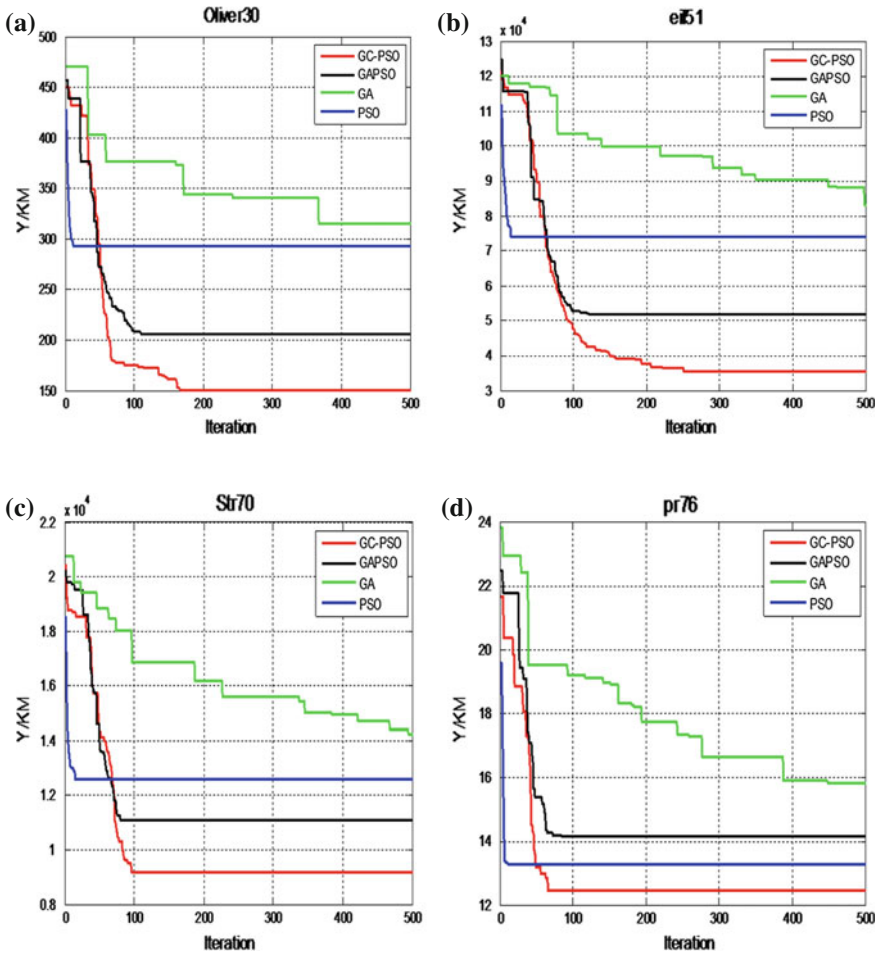 (a)
Oliver30
500
450
400
350
300
250
200
150
Y/KM
0
100
200
300
400
500
Iteration
GC-PSO
GAPSO
GA
PSO
(b)
eil51
x 10⁴
13
12
11
10
9
8
7
6
5
4
3
Y/KM
0
100
200
300
400
500
Iteration
GC-PSO
GAPSO
GA
PSO
(c)
Str70
x 10⁴
2.2
2
1.8
1.6
1.4
1.2
1
0.8
Y/KM
0
100
200
300
400
500
Iteration
GC-PSO
GAPSO
GA
PSO
(d)
pr76
24
22
20
18
16
14
12
Y/KM
0
100
200
300
400
500
Iteration
GC-PSO
GAPSO
GA
PSO